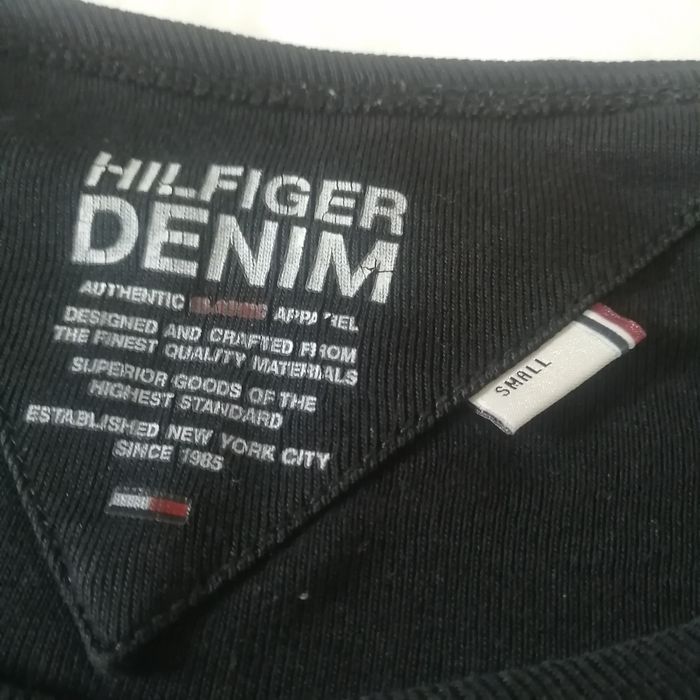 HILFIGER
DENIM
AUTHENTIC CLASSIC APPAREL
DESIGNED AND CRAFTED FROM
THE FINEST QUALITY MATERIALS
SUPERIOR GOODS OF THE
HIGHEST STANDARD
ESTABLISHED NEW YORK CITY
SINCE 1985
SMALL